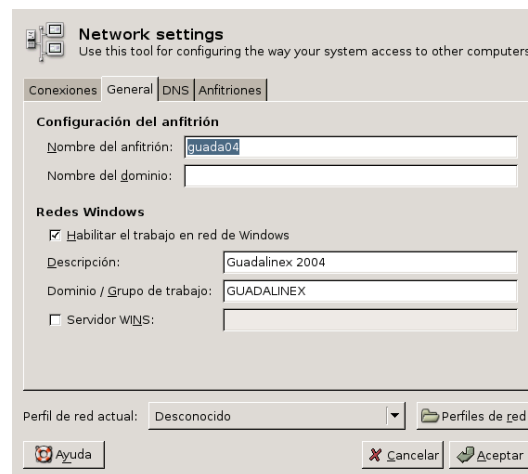 Network settings
Use this tool for configuring the way your system access to other computers
Conexiones General DNS Anfitriones
Configuración del anfitrión
Nombre del anfitrión: guada04
Nombre del dominio:
Redes Windows
Habilitar el trabajo en red de Windows
Descripción: Guadalinex 2004
Dominio / Grupo de trabajo: GUADALINEX
Servidor WINS:
Perfil de red actual: Desconocido Perfiles de red
Ayuda Cancelar Aceptar